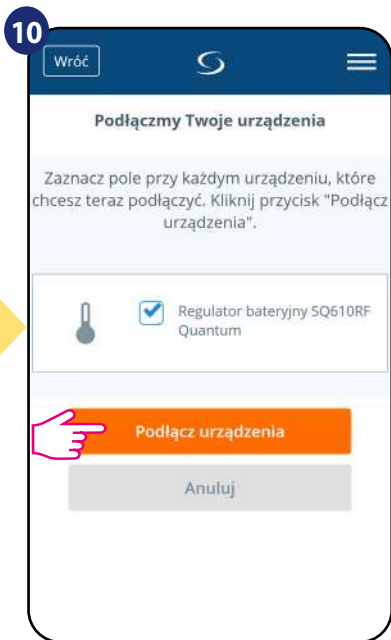 10
Wróć
Podłączmy Twoje urządzenia
Zaznacz pole przy każdym urządzeniu, które
chcesz teraz podłączyć. Kliknij przycisk "Podłącz
urządzenia".
Regulator bateryjny SQ610RF
Quantum
Podłącz urządzenia
Anuluj